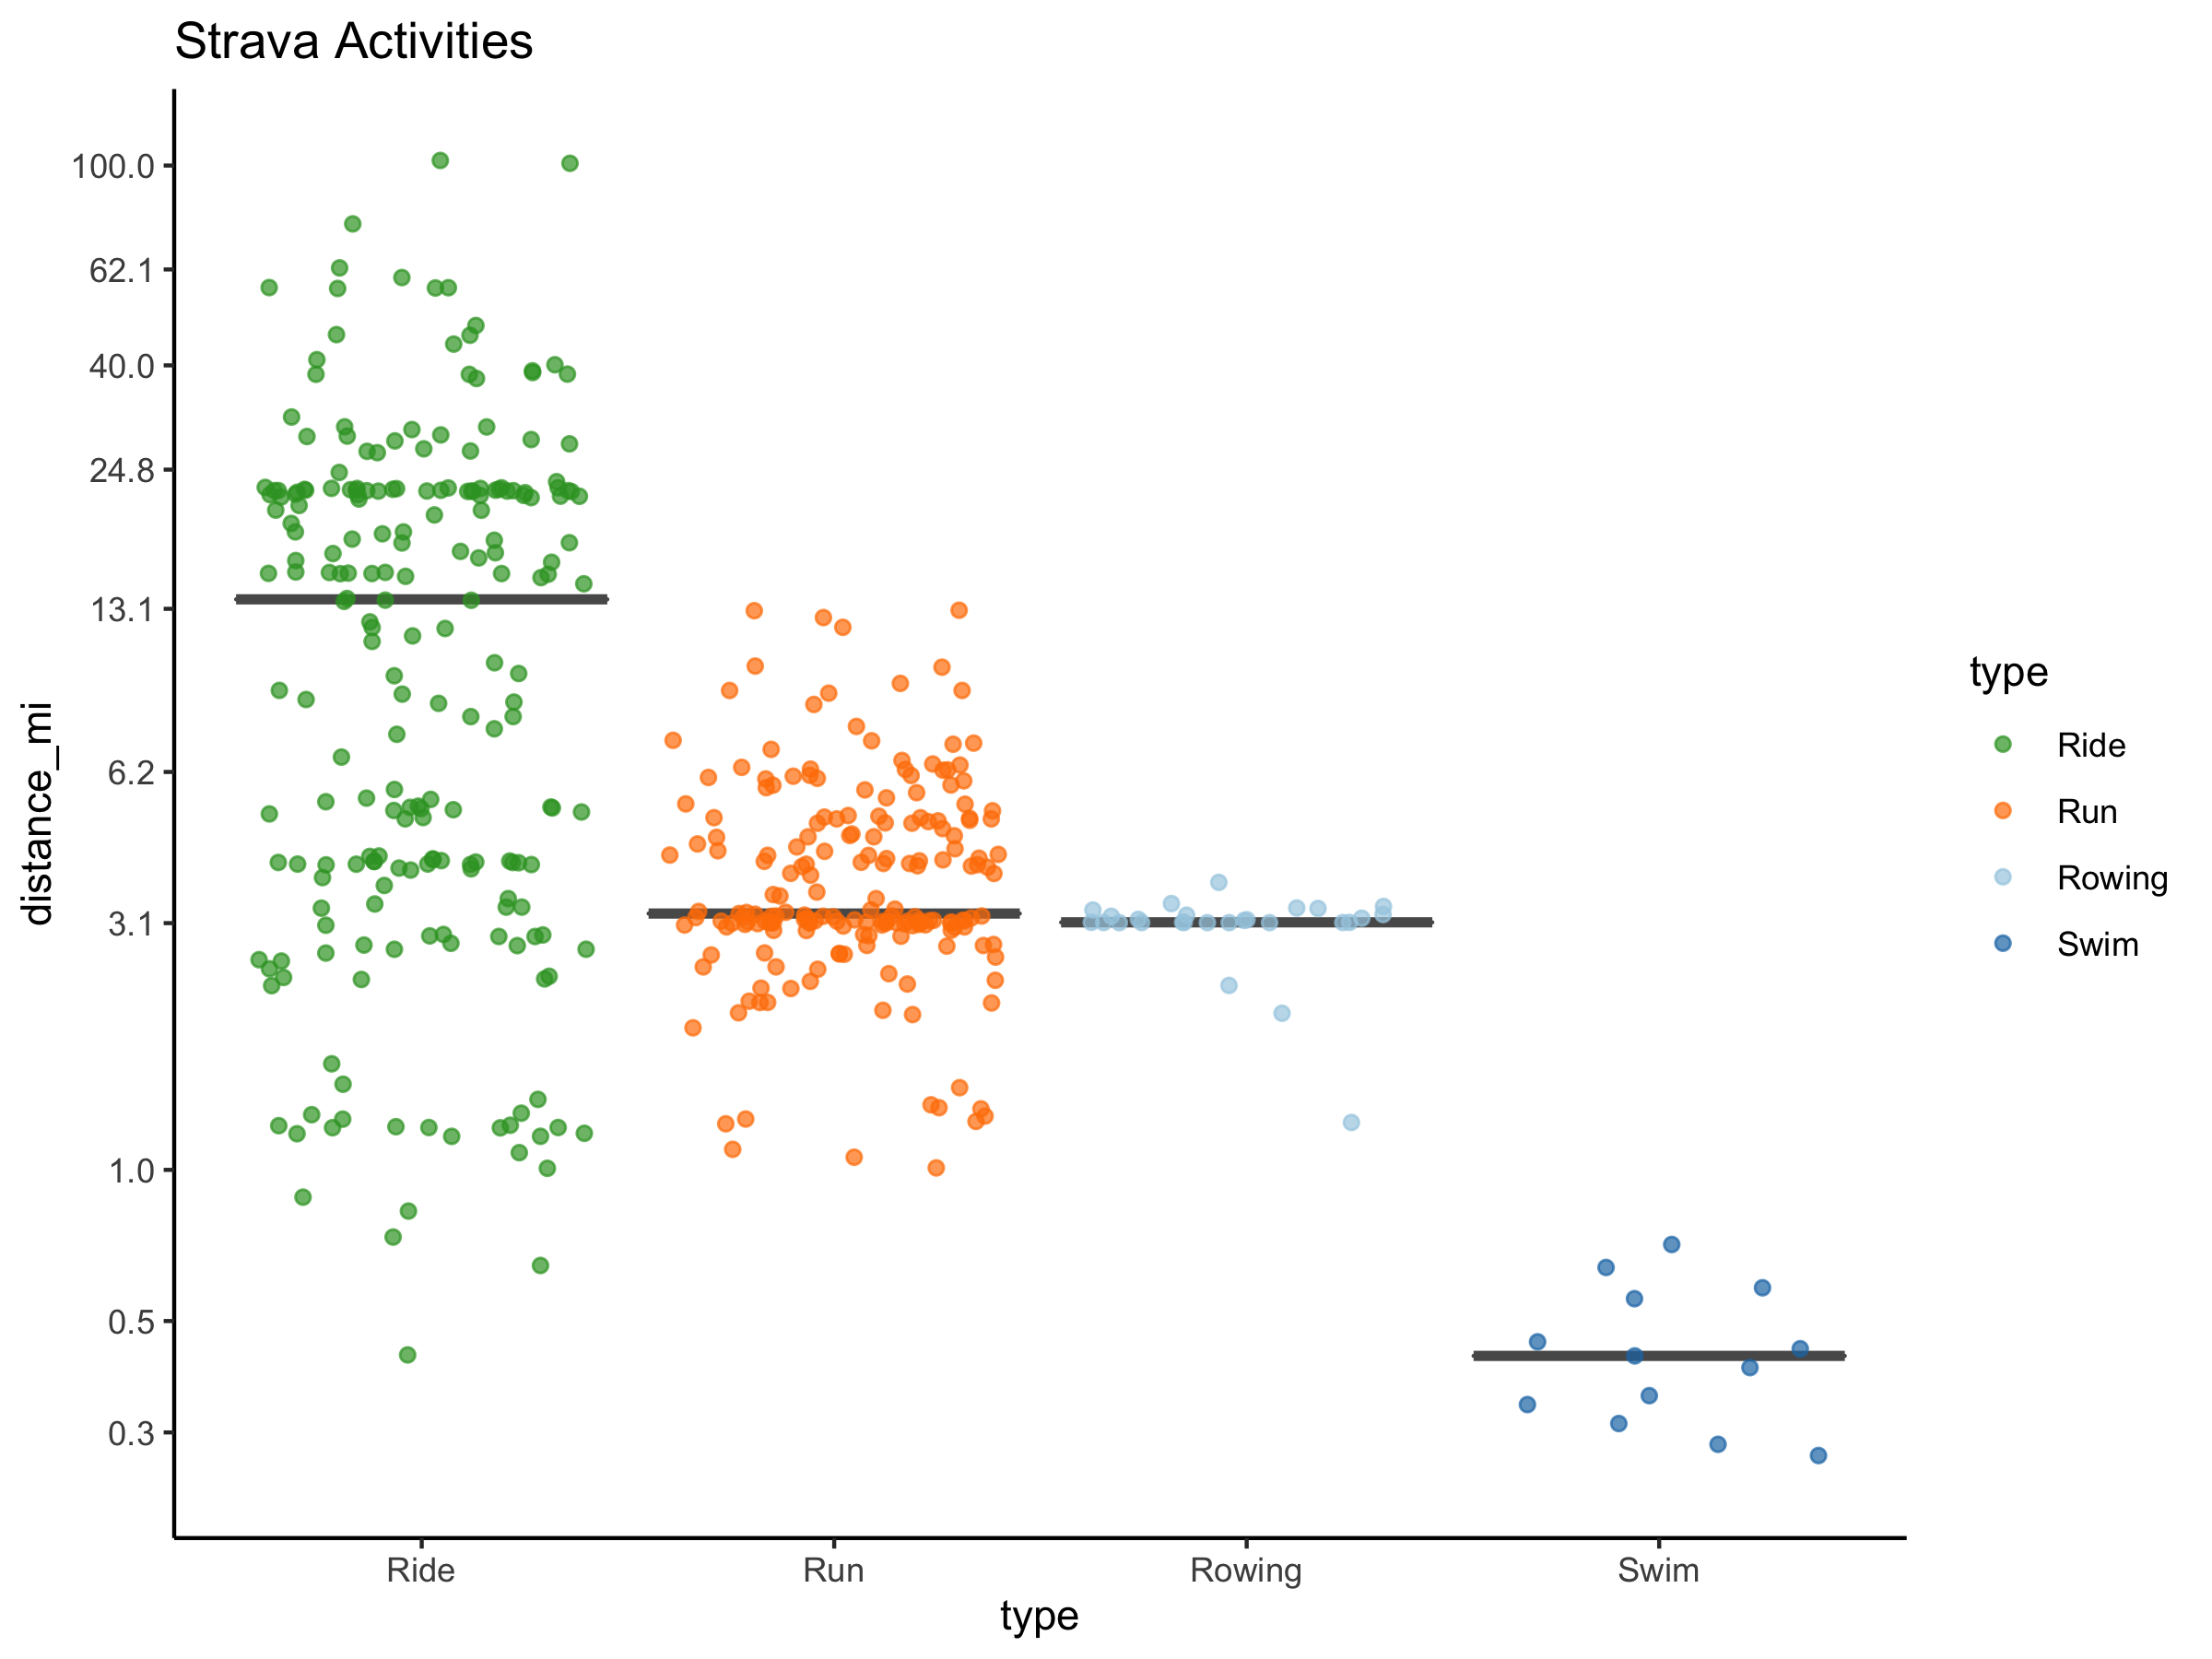 Strava Activities
100.0
62.1
40.0
24.8
13.1
6.2
3.1
1.0
0.5
0.3
distance_mi
Ride
Run
Rowing
Swim
type
type
Ride
Run
Rowing
Swim